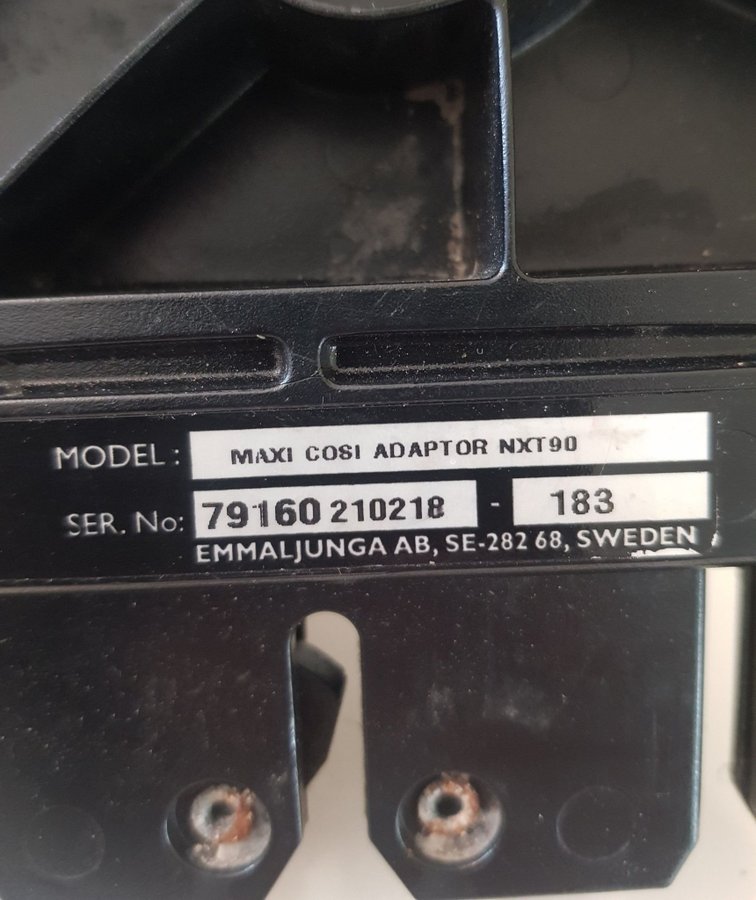 MODEL: MAXI COSI ADAPTOR NXT90
SER. No: 79160 210218 - 183
EMMALJUNGA AB, SE-282 68, SWEDEN